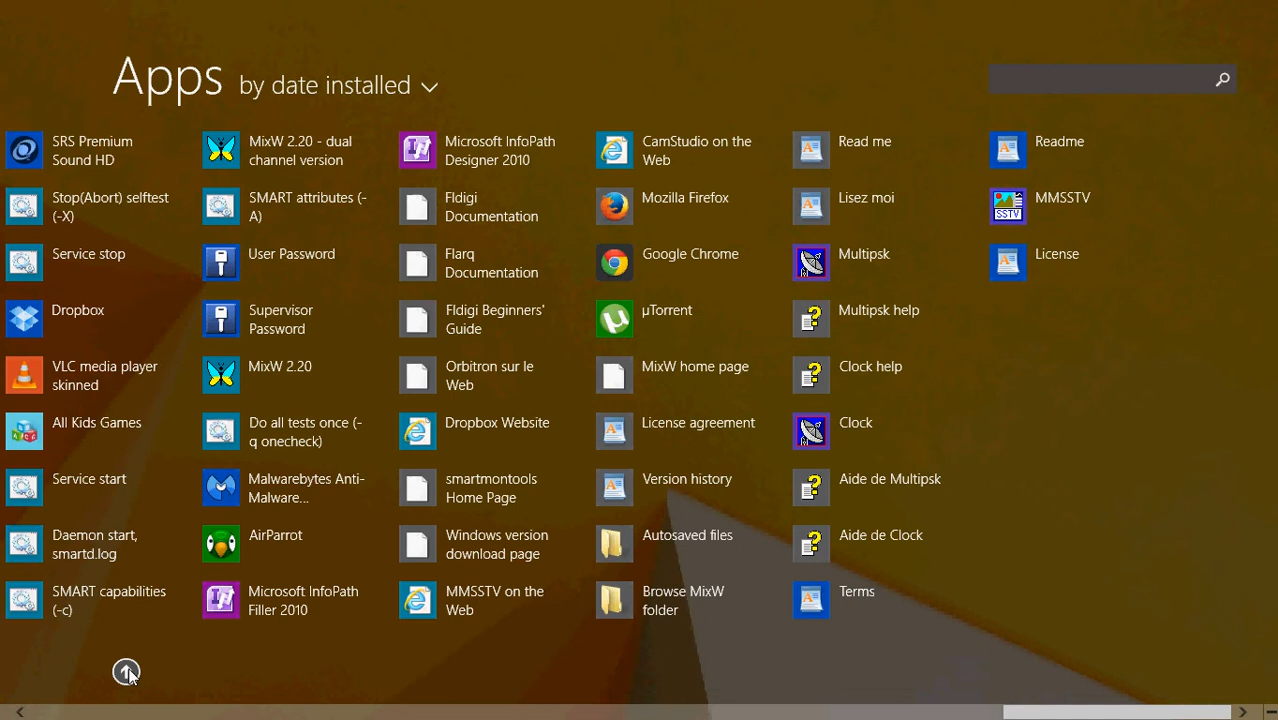 Apps by date installed
SRS Premium
Sound HD
Stop(Abort) selftest
(-X)
Service stop
Dropbox
VLC media player
skinned
All Kids Games
Service start
Daemon start,
smartd.log
SMART capabilities
(-c)
MixW 2.20 - dual
channel version
SMART attributes (-
A)
User Password
Supervisor
Password
MixW 2.20
Do all tests once (-
q onecheck)
Malwarebytes Anti-
Malware...
AirParrot
Microsoft InfoPath
Filler 2010
Microsoft InfoPath
Designer 2010
Fldigi
Documentation
Flarq
Documentation
Fldigi Beginners'
Guide
Orbitron sur le
Web
Dropbox Website
smartmontools
Home Page
Windows version
download page
MMSSTV on the
Web
CamStudio on the
Web
Mozilla Firefox
Google Chrome
µTorrent
MixW home page
License agreement
Version history
Autosaved files
Browse MixW
folder
Read me
Lisez moi
Multipsk
Multipsk help
Clock help
Clock
Aide de Multipsk
Aide de Clock
Terms
Readme
SSTV
MMSSTV
License